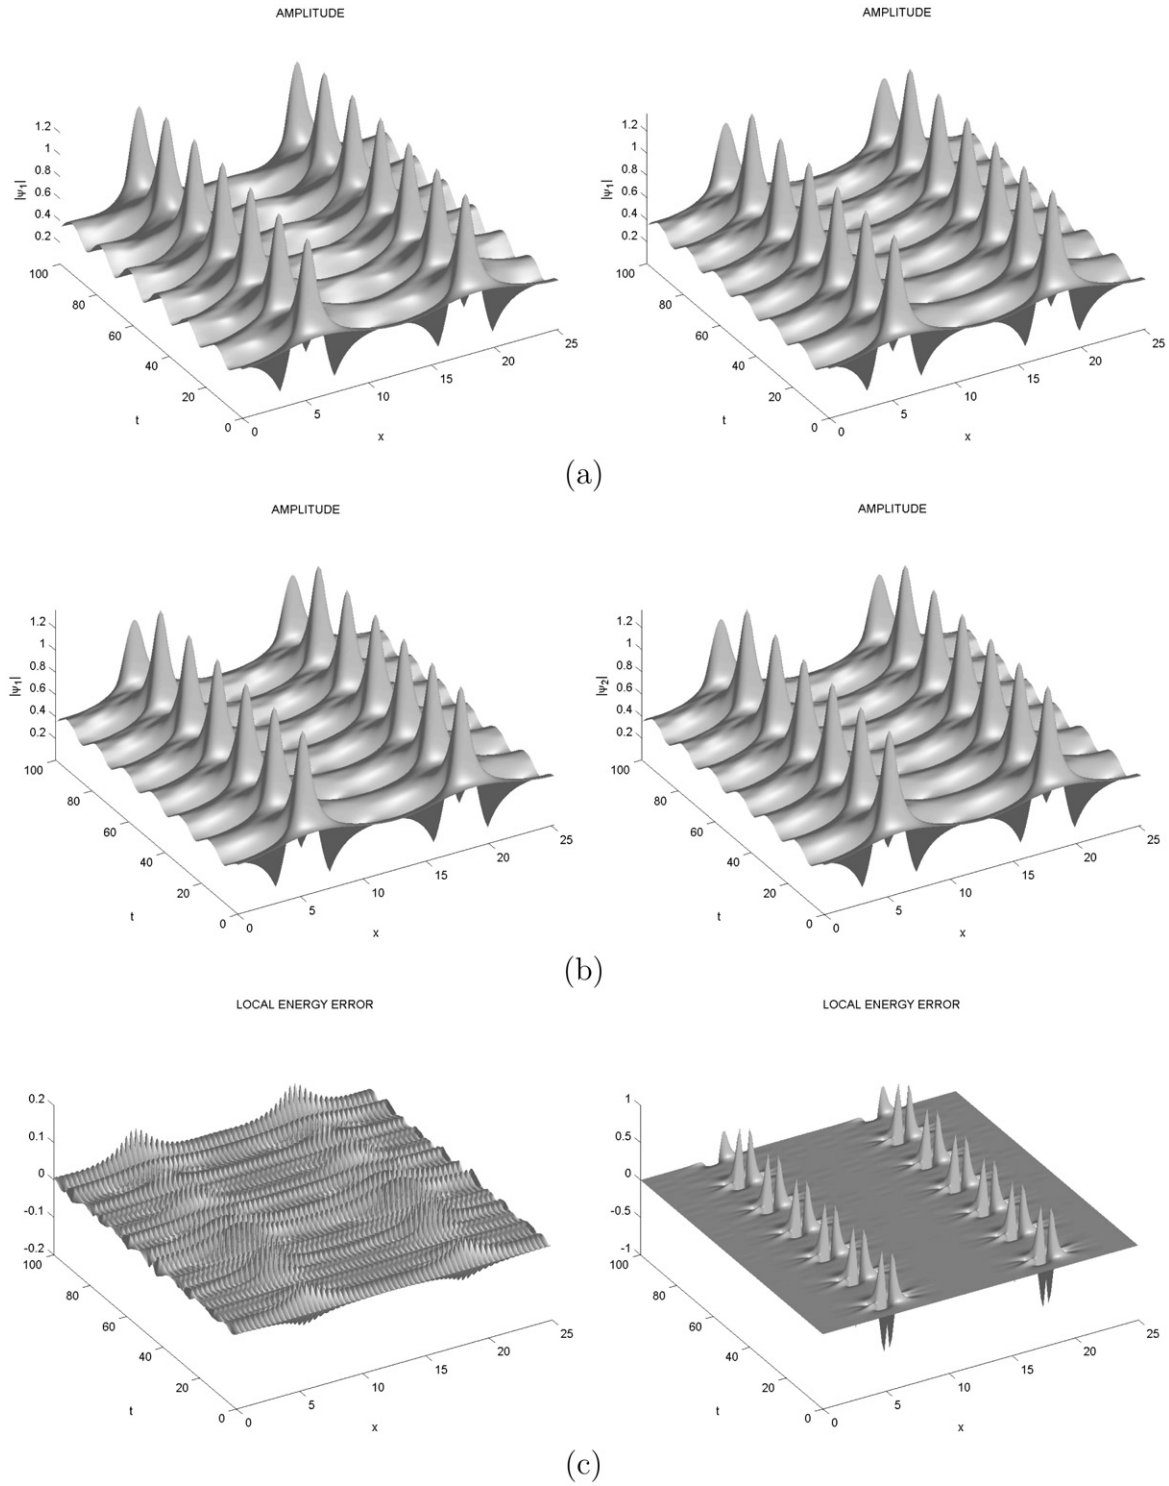 AMPLITUDE AMPLITUDE
|ψ1| |ψ1|
1.2 1.2
1 1
0.8 0.8
0.6 0.6
0.4 0.4
0.2 0.2
100 80 60 40 20 0 100 80 60 40 20 0
t t
0 5 10 15 20 25 0 5 10 15 20 25
x x
(a)
AMPLITUDE AMPLITUDE
|ψ1| |ψ2|
1.2 1.2
1 1
0.8 0.8
0.6 0.6
0.4 0.4
0.2 0.2
100 80 60 40 20 0 100 80 60 40 20 0
t t
0 5 10 15 20 25 0 5 10 15 20 25
x x
(b)
LOCAL ENERGY ERROR LOCAL ENERGY ERROR
0.2 1
0.1 0.5
0 0
-0.1 -0.5
-0.2 -1
100 80 60 40 20 0 100 80 60 40 20 0
t t
0 5 10 15 20 25 0 5 10 15 20 25
x x
(c)